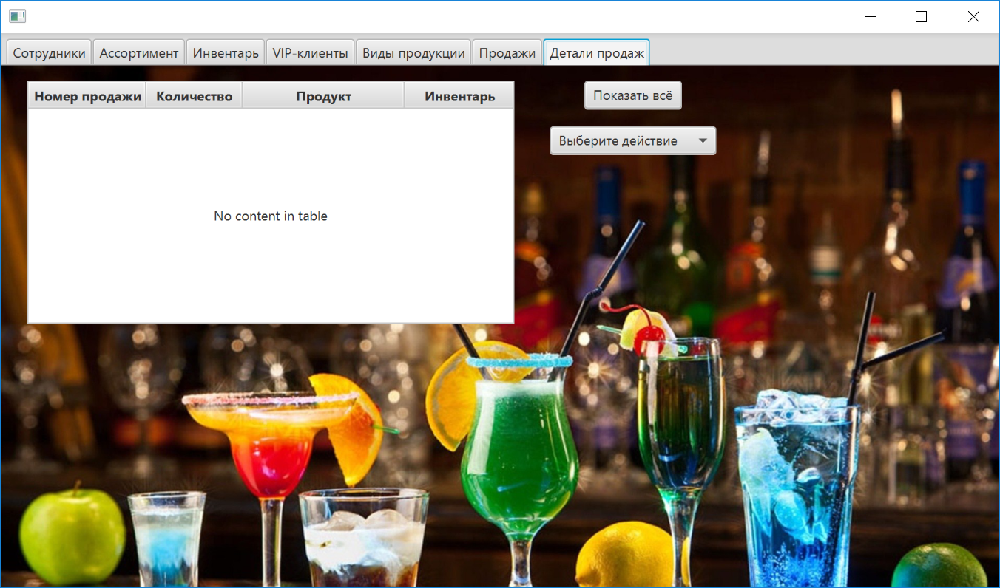 Сотрудники Ассортимент Инвентарь VIP-клиенты Виды продукции Продажи Детали продаж
Номер продажи Количество Продукт Инвентарь
Показать всё
Выберите действие
No content in table